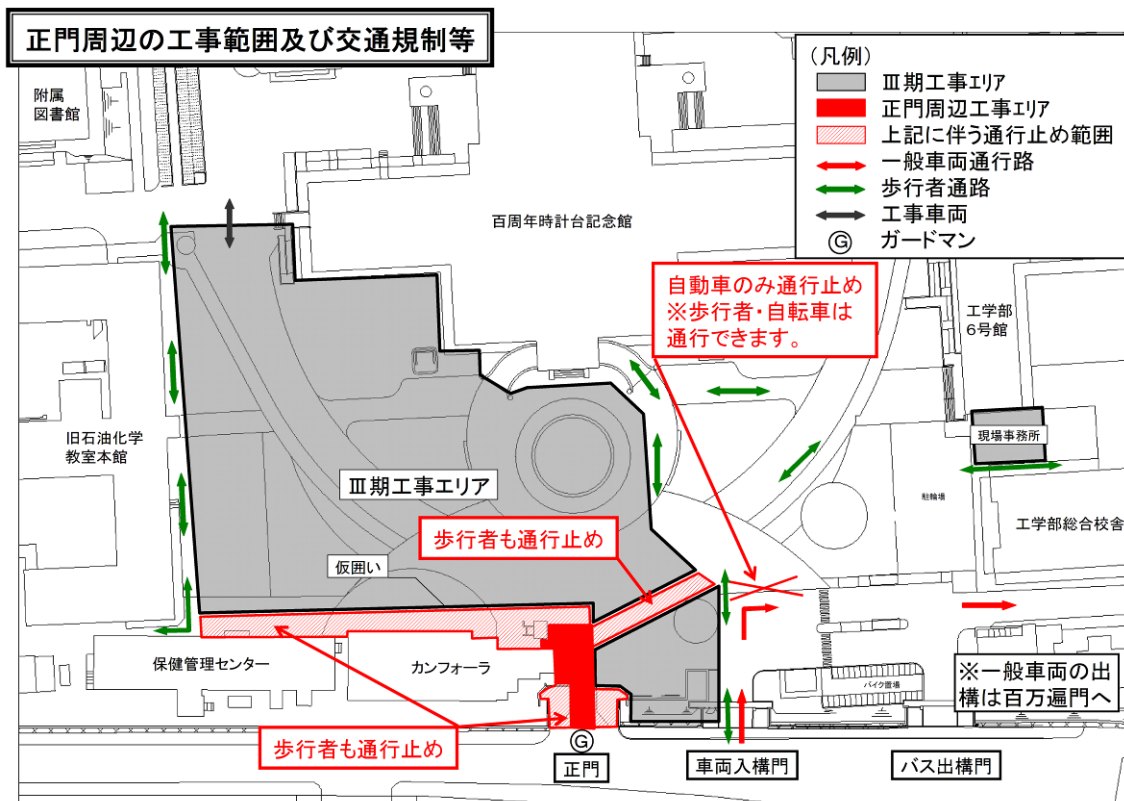 正門周辺の工事範囲及び交通規制等
(凡例)
Ⅲ期工事エリア
正門周辺工事エリア
上記に伴う通行止め範囲
一般車両通行路
歩行者通路
工事車両
Ⓖ ガードマン
附属
図書館
百周年時計台記念館
自動車のみ通行止め
※歩行者・自転車は
通行できます。
工学部
6号館
旧石油化学
教室本館
現場事務所
Ⅲ期工事エリア
駐輪場
工学部総合校舎
歩行者も通行止め
仮囲い
保健管理センター
カンフォーラ
バイク置場
※一般車両の出
構は百万遍門へ
歩行者も通行止め
Ⓖ
正門
車両入構門
バス出構門